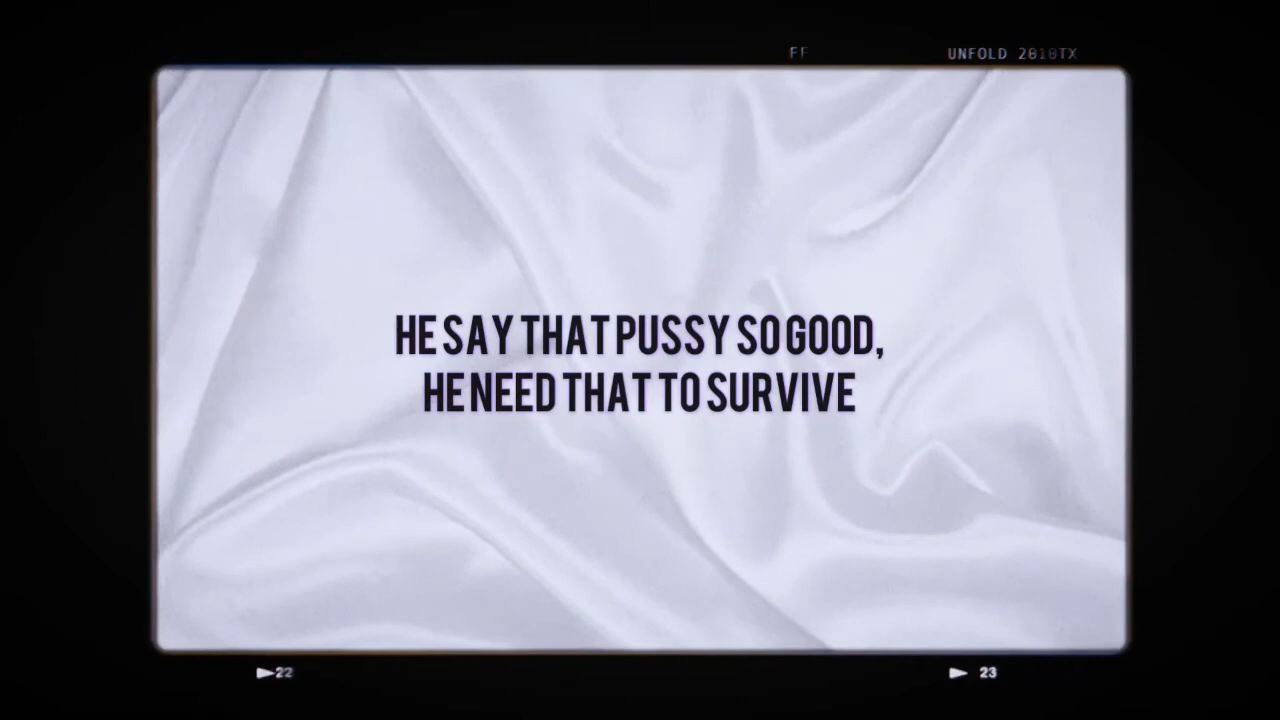 FF UNFOLD 2010TX
HE SAY THAT PUSSY SO GOOD,
HE NEED THAT TO SURVIVE
22 23